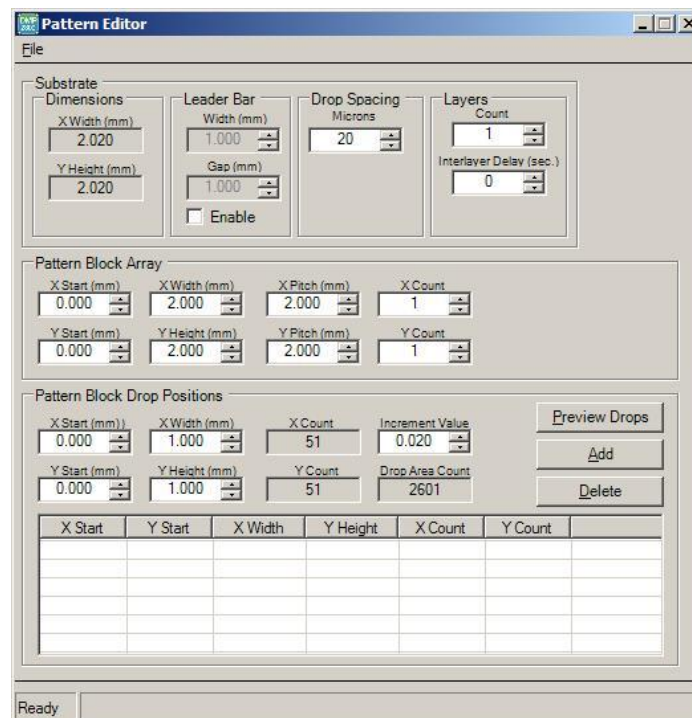 DMP
Pattern Editor
File
Substrate
Dimensions Leader Bar Drop Spacing Layers
X Width (mm) Width (mm) Microns Count
2.020 1.000 20 1
Y Height (mm) Gap (mm) Interlayer Delay (sec.)
2.020 1.000 0
Enable
Pattern Block Array
X Start (mm) X Width (mm) X Pitch (mm) X Count
0.000 2.000 2.000 1
Y Start (mm) Y Height (mm) Y Pitch (mm) Y Count
0.000 2.000 2.000 1
Pattern Block Drop Positions
X Start (mm)) X Width (mm) X Count Increment Value Preview Drops
0.000 1.000 51 0.020
Add
Y Start (mm) Y Height (mm) Y Count Drop Area Count
0.000 1.000 51 2601 Delete
X Start Y Start X Width Y Height X Count Y Count
Ready